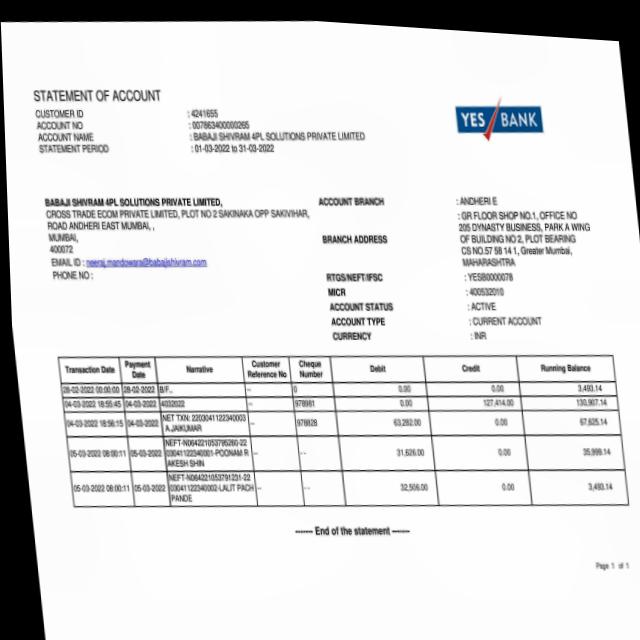 STATEMENT OF ACCOUNT
YES BANK
CUSTOMER ID : 4241655
ACCOUNT NO : 007863400000265
ACCOUNT NAME : BABAJI SHIVRAM 4PL SOLUTIONS PRIVATE LIMITED
STATEMENT PERIOD : 01-03-2022 to 31-03-2022
BABAJI SHIVRAM 4PL SOLUTIONS PRIVATE LIMITED,
CROSS TRADE ECOM PRIVATE LIMITED, PLOT NO 2 SAKINAKA OPP SAKIVIHAR,
ROAD ANDHERI EAST MUMBAI, ,
MUMBAI,
400072
EMAIL ID : neeraj.mandowara@babajishivram.com
PHONE NO :
ACCOUNT BRANCH : ANDHERI E
BRANCH ADDRESS : GR FLOOR SHOP NO.1, OFFICE NO
205 DYNASTY BUSINESS, PARK A WING
OF BUILDING NO 2, PLOT BEARING
CS NO.57 58 14 1, Greater Mumbai,
MAHARASHTRA
RTGS/NEFT/IFSC : YESB0000078
MICR : 400532010
ACCOUNT STATUS : ACTIVE
ACCOUNT TYPE : CURRENT ACCOUNT
CURRENCY : INR
Transaction Date Payment Date Narrative Customer Reference No Cheque Number Debit Credit Running Balance
28-02-2022 00:00:00 28-02-2022 B/F., -- 0 0.00 0.00 3,493.14
04-03-2022 18:55:45 04-03-2022 4032022 -- 978981 0.00 127,414.00 130,907.14
04-03-2022 18:56:15 04-03-2022 NET TXN: 2203041122340003 A.JAIKUMAR -- 978828 63,282.00 0.00 67,625.14
05-03-2022 08:00:11 05-03-2022 NEFT-N064221053795260-22
03041122340001-POONAM R
AKESH SHIN -- -- 31,626.00 0.00 35,999.14
05-03-2022 08:00:11 05-03-2022 NEFT-N064221053791231-22
03041122340002-LALIT PACH
PANDE -- -- 32,506.00 0.00 3,493.14
------- End of the statement -------
Page 1 of 1